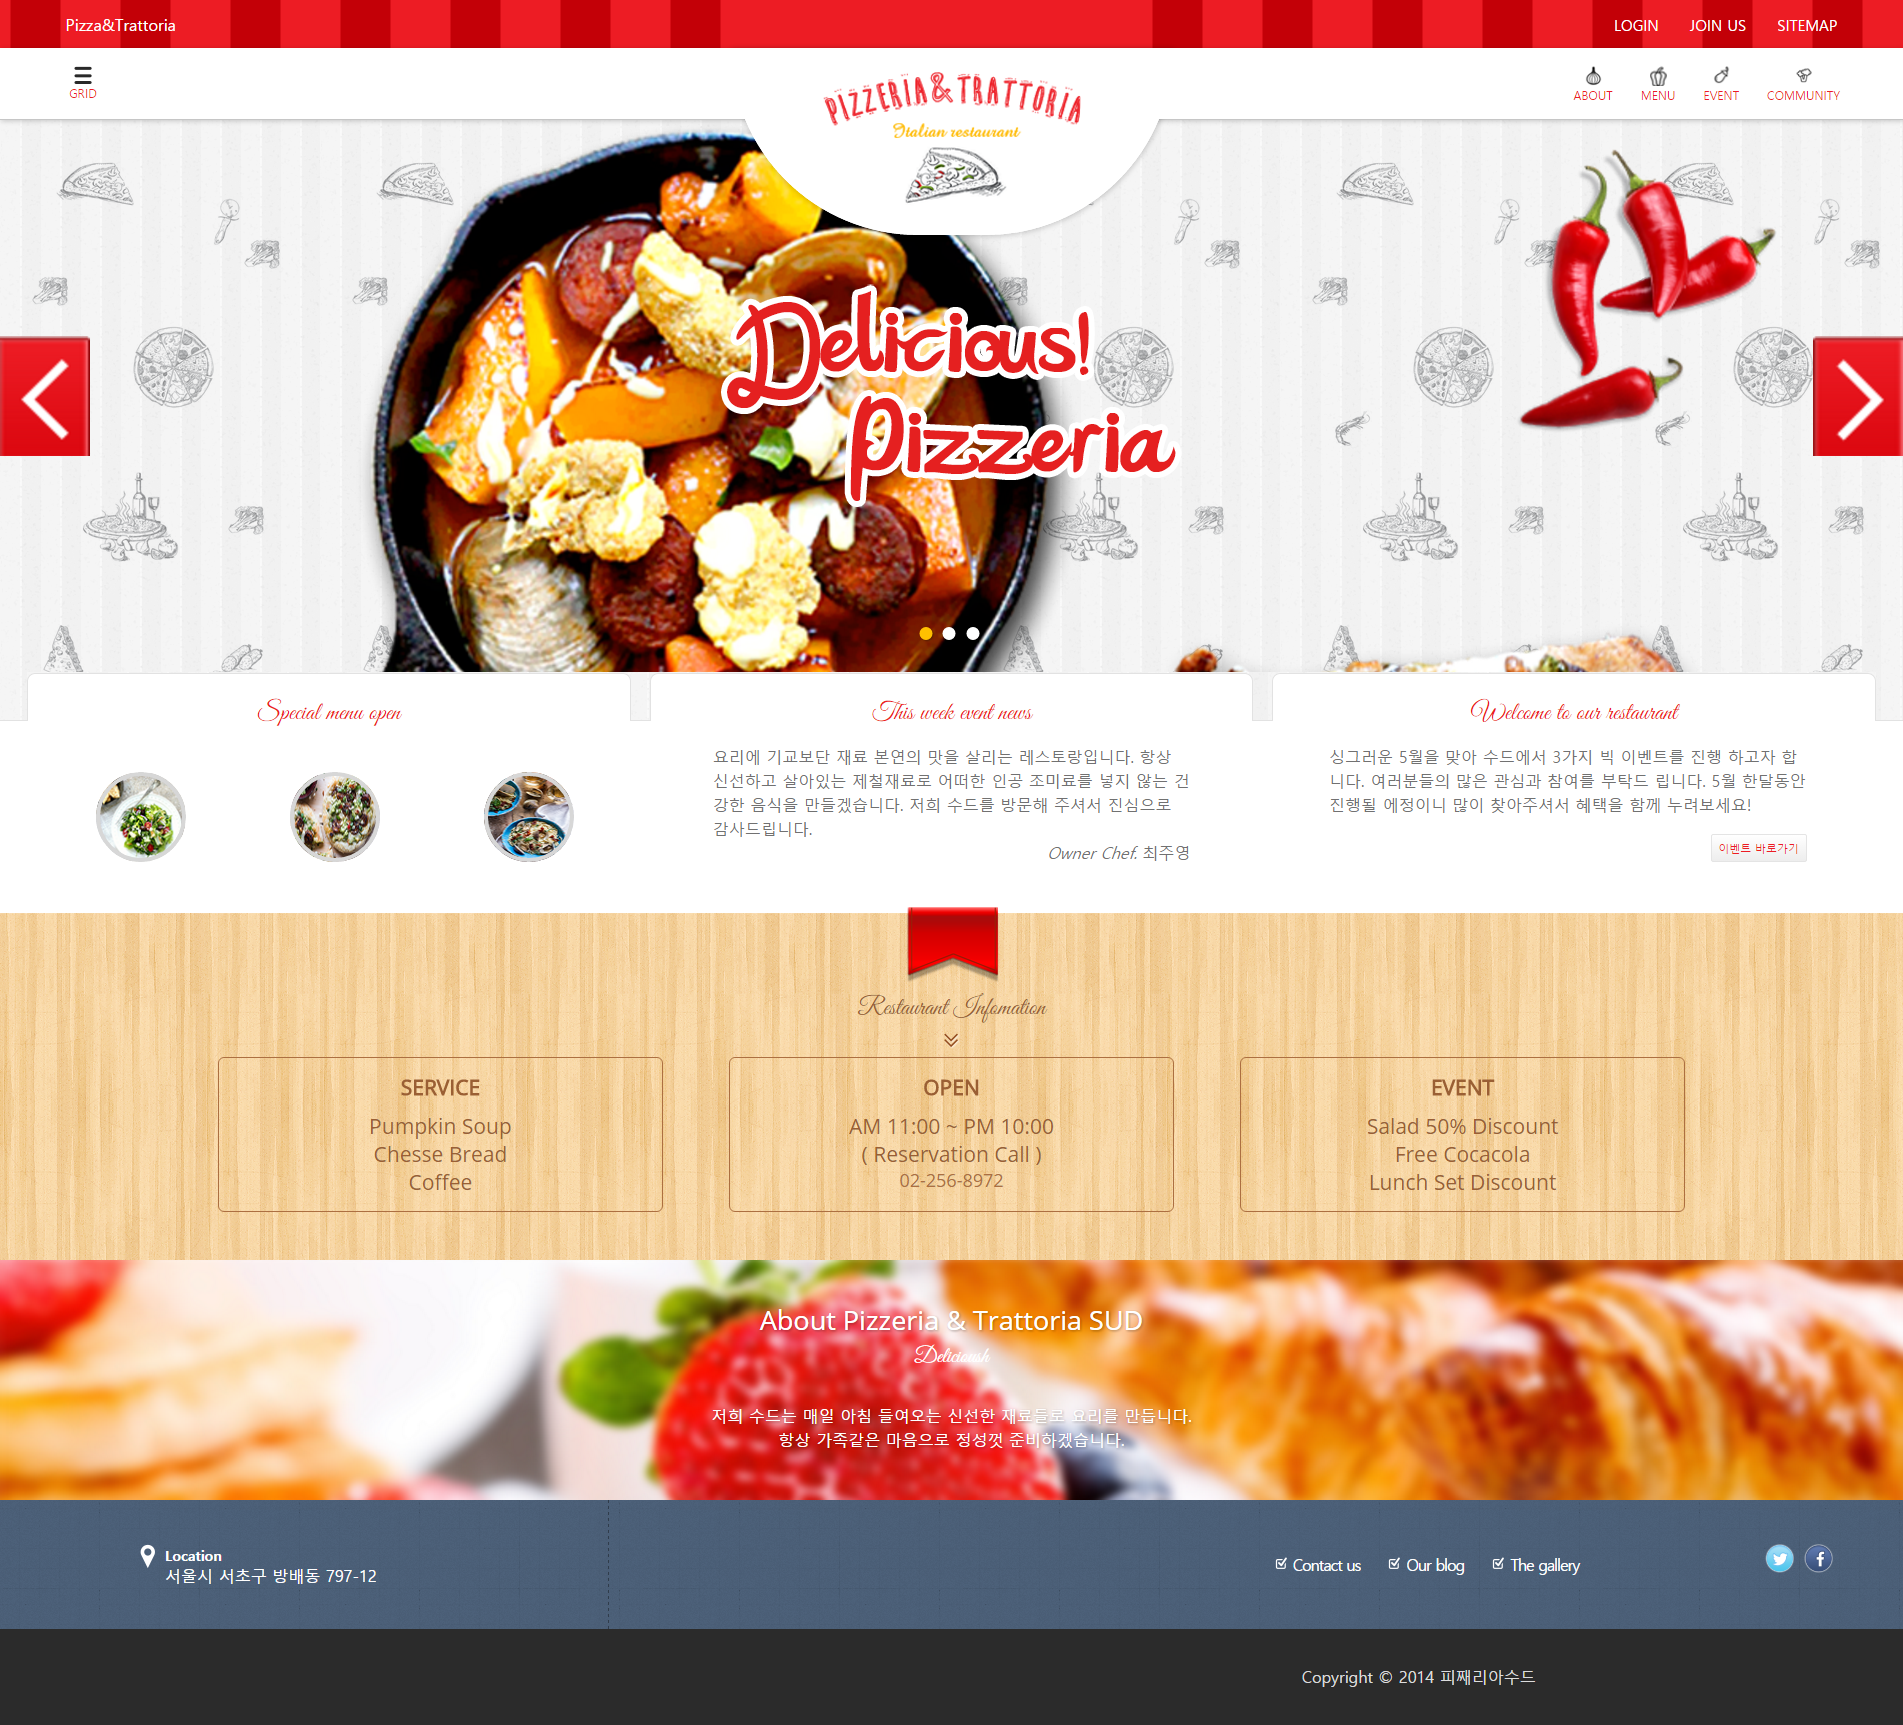 Pizza&Trattoria
LOGIN JOIN US SITEMAP
GRID
PIZZERIA&TRATTORIA
Italian restaurant
ABOUT MENU EVENT COMMUNITY
Delicious!
Pizzeria
Special menu open
This week event news
요리에 기교보단 재료 본연의 맛을 살리는 레스토랑입니다. 항상
신선하고 살아있는 제철재료로 어떠한 인공 조미료를 넣지 않는 건
강한 음식을 만들겠습니다. 저희 수드를 방문해 주셔서 진심으로
감사드립니다.
Owner Chef. 최주영
Welcome to our restaurant
싱그러운 5월을 맞아 수드에서 3가지 빅 이벤트를 진행 하고자 합
니다. 여러분들의 많은 관심과 참여를 부탁드 립니다. 5월 한달동안
진행될 에정이니 많이 찾아주셔서 혜택을 함께 누려보세요!
이벤트 바로가기
Restaurant Infomation
SERVICE
Pumpkin Soup
Chesse Bread
Coffee
OPEN
AM 11:00 ~ PM 10:00
( Reservation Call )
02-256-8972
EVENT
Salad 50% Discount
Free Cocacola
Lunch Set Discount
About Pizzeria & Trattoria SUD
Delicioush
저희 수드는 매일 아침 들여오는 신선한 재료들로 요리를 만듭니다.
항상 가족같은 마음으로 정성껏 준비하겠습니다.
Location
서울시 서초구 방배동 797-12
Contact us Our blog The gallery
Copyright © 2014 피째리아수드